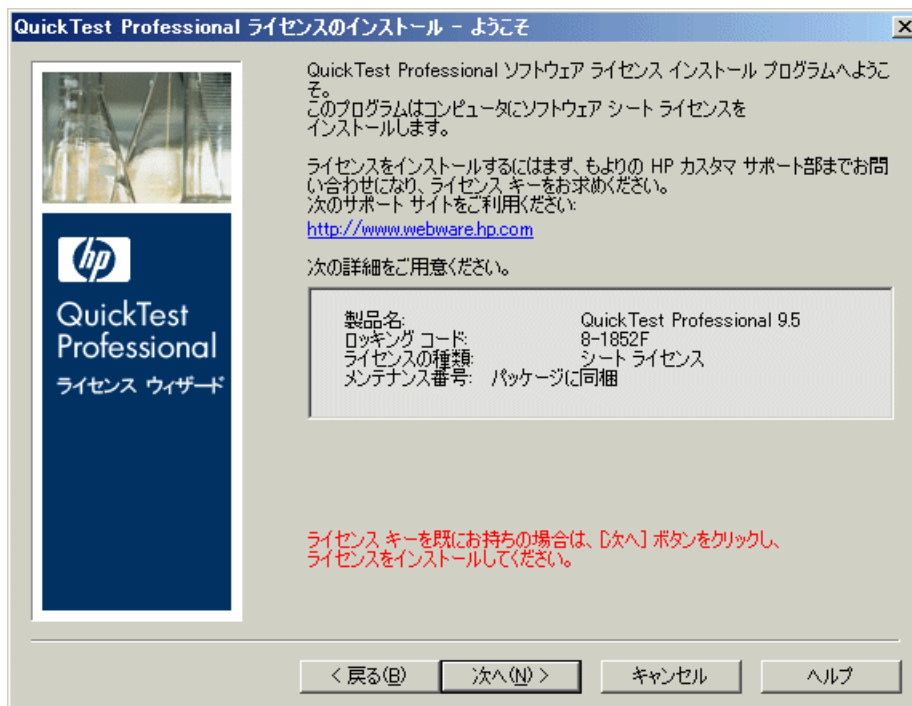 QuickTest Professional ライセンスのインストール - ようこそ
QuickTest Professional ソフトウェア ライセンス インストール プログラムへようこ
そ。
このプログラムはコンピュータにソフトウェア シート ライセンスを
インストールします。
ライセンスをインストールするにはまず、もよりの HP カスタマ サポート部までお問
い合わせになり、ライセンス キーをお求めください。
次のサポート サイトをご利用ください:
http://www.webware.hp.com
次の詳細をご用意ください。
hp
QuickTest
Professional
ライセンス ウィザード
製品名: QuickTest Professional 9.5
ロッキング コード: 8-1852F
ライセンスの種類: シート ライセンス
メンテナンス番号: パッケージに同梱
ライセンス キーを既にお持ちの場合は、[次へ] ボタンをクリックし、
ライセンスをインストールしてください。
< 戻る(B) 次へ(N) > キャンセル ヘルプ